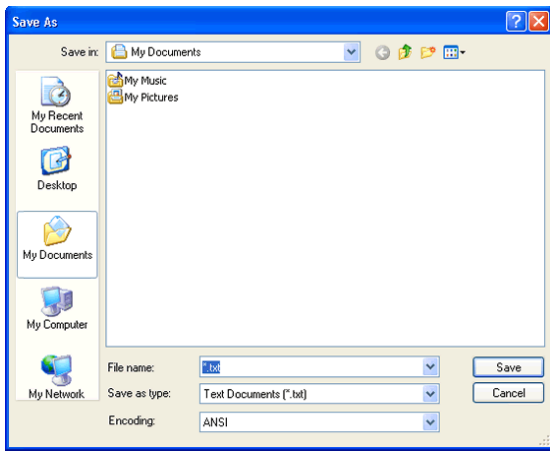 Save As
Save in: My Documents
My Music
My Pictures
My Recent
Documents
Desktop
My Documents
My Computer
My Network
File name: *.txt Save
Save as type: Text Documents (*.txt) Cancel
Encoding: ANSI